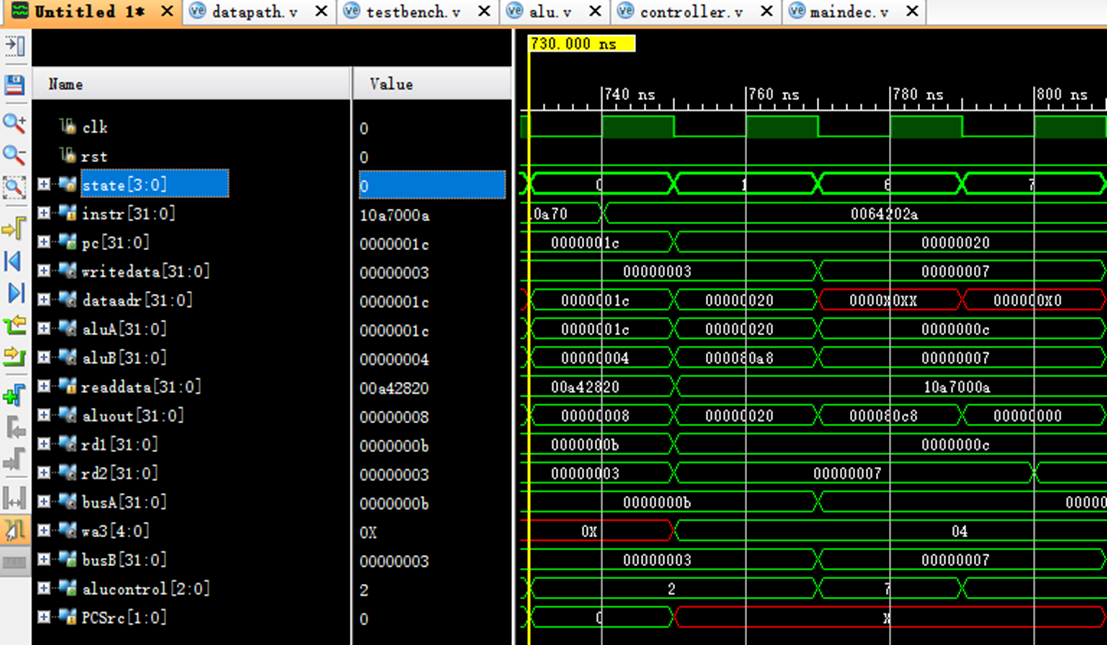 Untitled 1* × datapath.v × testbench.v × alu.v × controller.v × maindec.v ×
730.000 ns
Name Value
740 ns 760 ns 780 ns 800 ns
clk 0
rst 0
state[3:0] 0 0 1 6 7
instr[31:0] 10a7000a 0a70 0064202a
pc[31:0] 0000001c 0000001c 00000020
writedata[31:0] 00000003 00000003 00000007
dataadr[31:0] 0000001c 0000001c 00000020 0000X0XX 000000X0
aluA[31:0] 0000001c 0000001c 00000020 0000000c
aluB[31:0] 00000004 00000004 000080a8 00000007
readdata[31:0] 00a42820 00a42820 10a7000a
aluout[31:0] 00000008 00000008 00000020 000080c8 00000000
rd1[31:0] 0000000b 0000000b 0000000c
rd2[31:0] 00000003 00000003 00000007
busA[31:0] 0000000b 0000000b 00000
wa3[4:0] 0X 0X 04
busB[31:0] 00000003 00000003 00000007
alucontrol[2:0] 2 2 7
PCSrc[1:0] 0 0 X